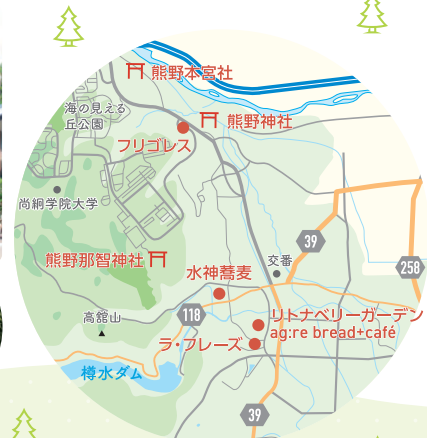 熊野本宮社
海の見える
丘公園
熊野神社
フリゴレス
尚絅学院大学
39
交番
258
熊野那智神社
水神蕎麦
高舘山
118
リトナベリーガーデン
ag:re bread+café
ラ・フレーズ
樽水ダム
39